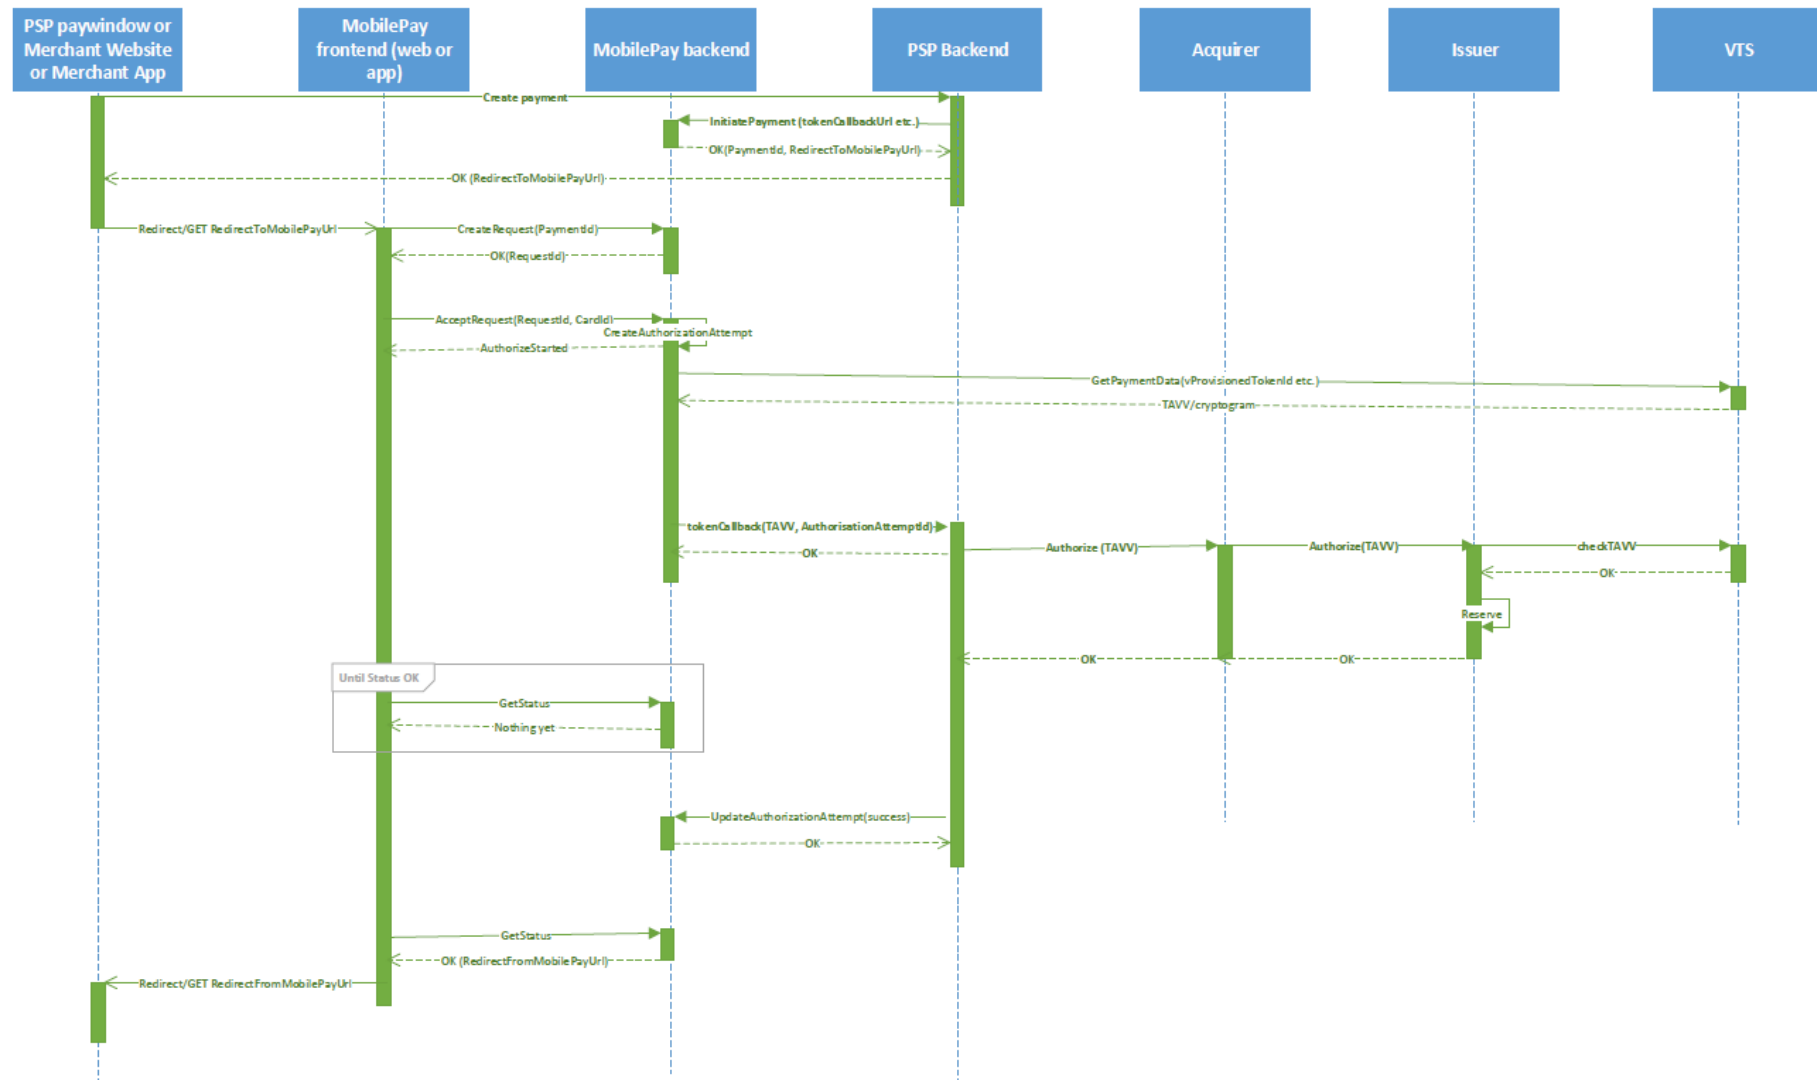 PSP paywindow or
Merchant Website
or Merchant App
MobilePay
frontend (web or
app)
MobilePay backend
PSP Backend
Acquirer
Issuer
VTS
Create payment
InitiatePayment (tokenCallbackUrl etc.)
OK(PaymentId, RedirectToMobilePayUrl)
OK (RedirectToMobilePayUrl)
Redirect/GET RedirectToMobilePayUrl
CreateRequest(PaymentId)
OK(RequestId)
AcceptRequest(RequestId, CardId)
CreateAuthorizationAttempt
AuthorizeStarted
GetPaymentData(vProvisionedTokenId etc.)
TAVV/cryptogram
tokenCallback(TAVV, AuthorisationAttemptId)
OK
Authorize (TAVV)
Authorize(TAVV)
checkTAVV
OK
Reserve
OK
OK
Until Status OK
GetStatus
Nothing yet
UpdateAuthorizationAttempt(success)
OK
GetStatus
OK (RedirectFromMobilePayUrl)
Redirect/GET RedirectFromMobilePayUrl